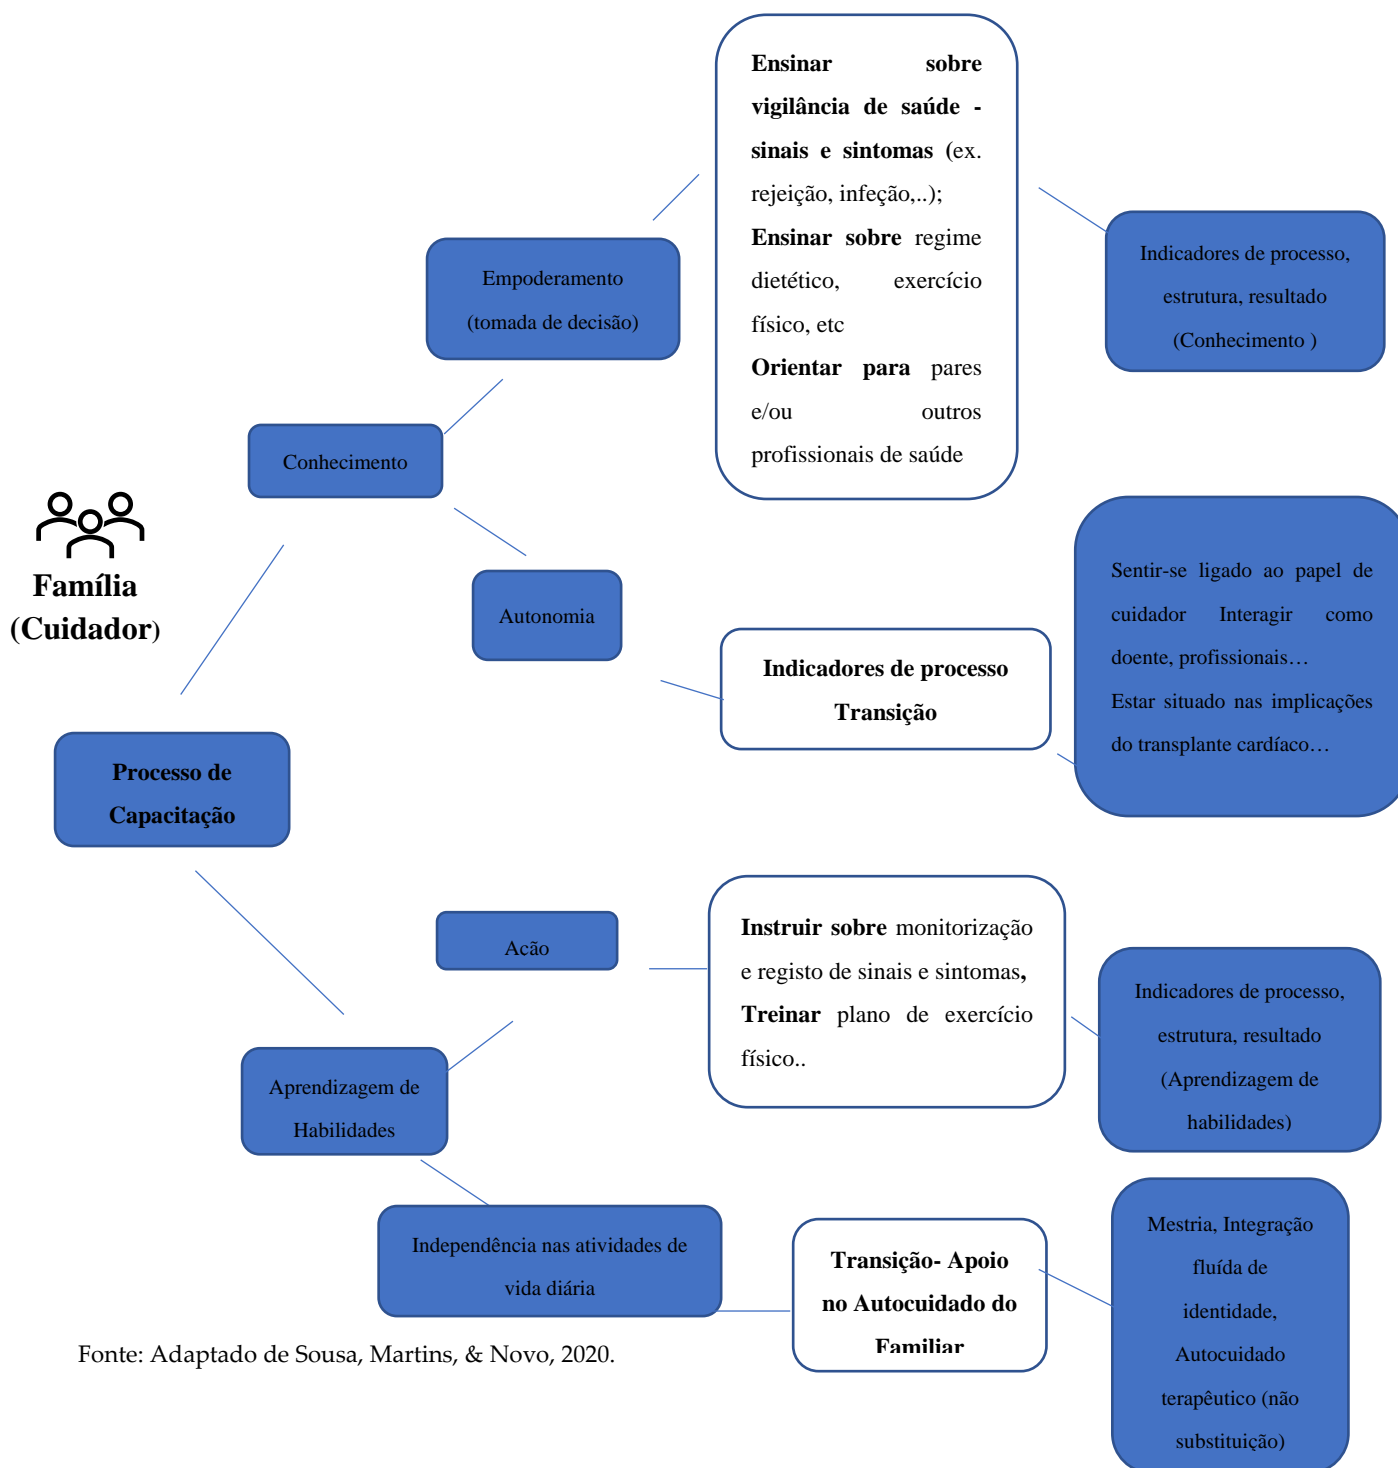 Ensinar sobre
vigilância de saúde -
sinais e sintomas (ex.
rejeição, infeção,..);
Ensinar sobre regime
dietético, exercício
físico, etc
Orientar para pares
e/ou outros
profissionais de saúde
Indicadores de processo,
estrutura, resultado
(Conhecimento )
Empoderamento
(tomada de decisão)
Conhecimento
Família
(Cuidador)
Autonomia
Indicadores de processo
Transição
Sentir-se ligado ao papel de
cuidador Interagir como
doente, profissionais…
Estar situado nas implicações
do transplante cardíaco…
Processo de
Capacitação
Ação
Instruir sobre monitorização
e registo de sinais e sintomas,
Treinar plano de exercício
físico..
Indicadores de processo,
estrutura, resultado
(Aprendizagem de
habilidades)
Aprendizagem de
Habilidades
Independência nas atividades de
vida diária
Transição- Apoio
no Autocuidado do
Familiar
Mestria, Integração
fluída de
identidade,
Autocuidado
terapêutico (não
substituição)
Fonte: Adaptado de Sousa, Martins, & Novo, 2020.